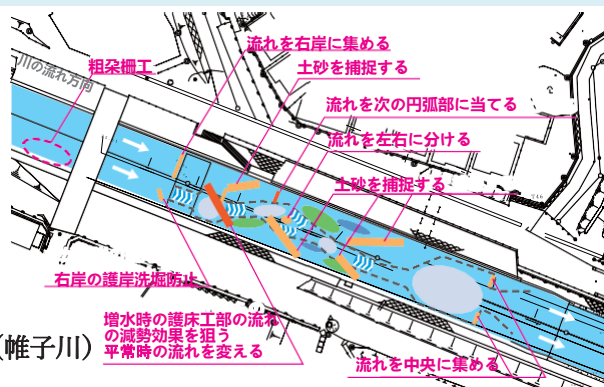 流れを右岸に集める
粗朶柵工
土砂を捕捉する
川の流れ方向
流れを次の円弧部に当てる
流れを左右に分ける
土砂を捕捉する
右岸の護岸洗堀防止
増水時の護床工部の流れ
の減勢効果を狙う
平常時の流れを変える
(帷子川)
流れを中央に集める